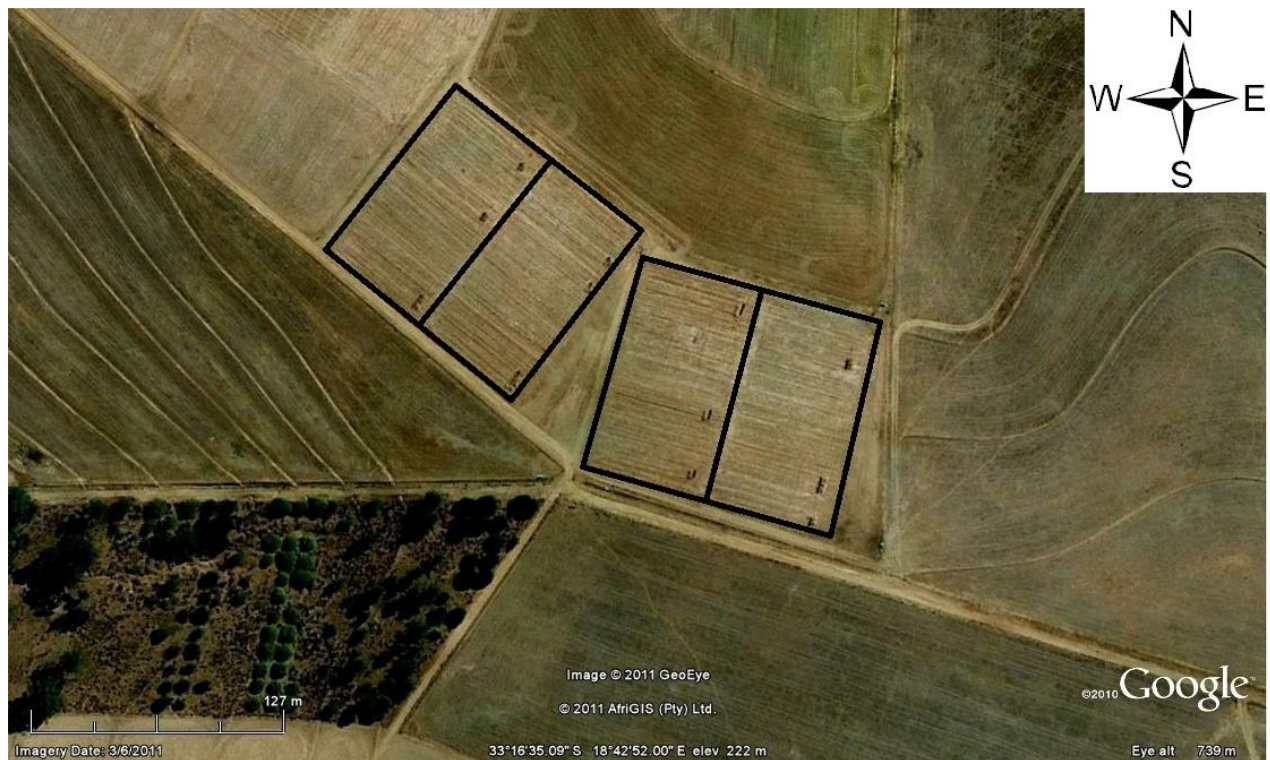 N
W E
S
127 m
Image © 2011 GeoEye
© 2011 AfriGIS (Pty) Ltd.
©2010 Google™
Imagery Date: 3/6/2011 33°16'35.09" S 18°42'52.00" E elev 222 m Eye alt 739 m